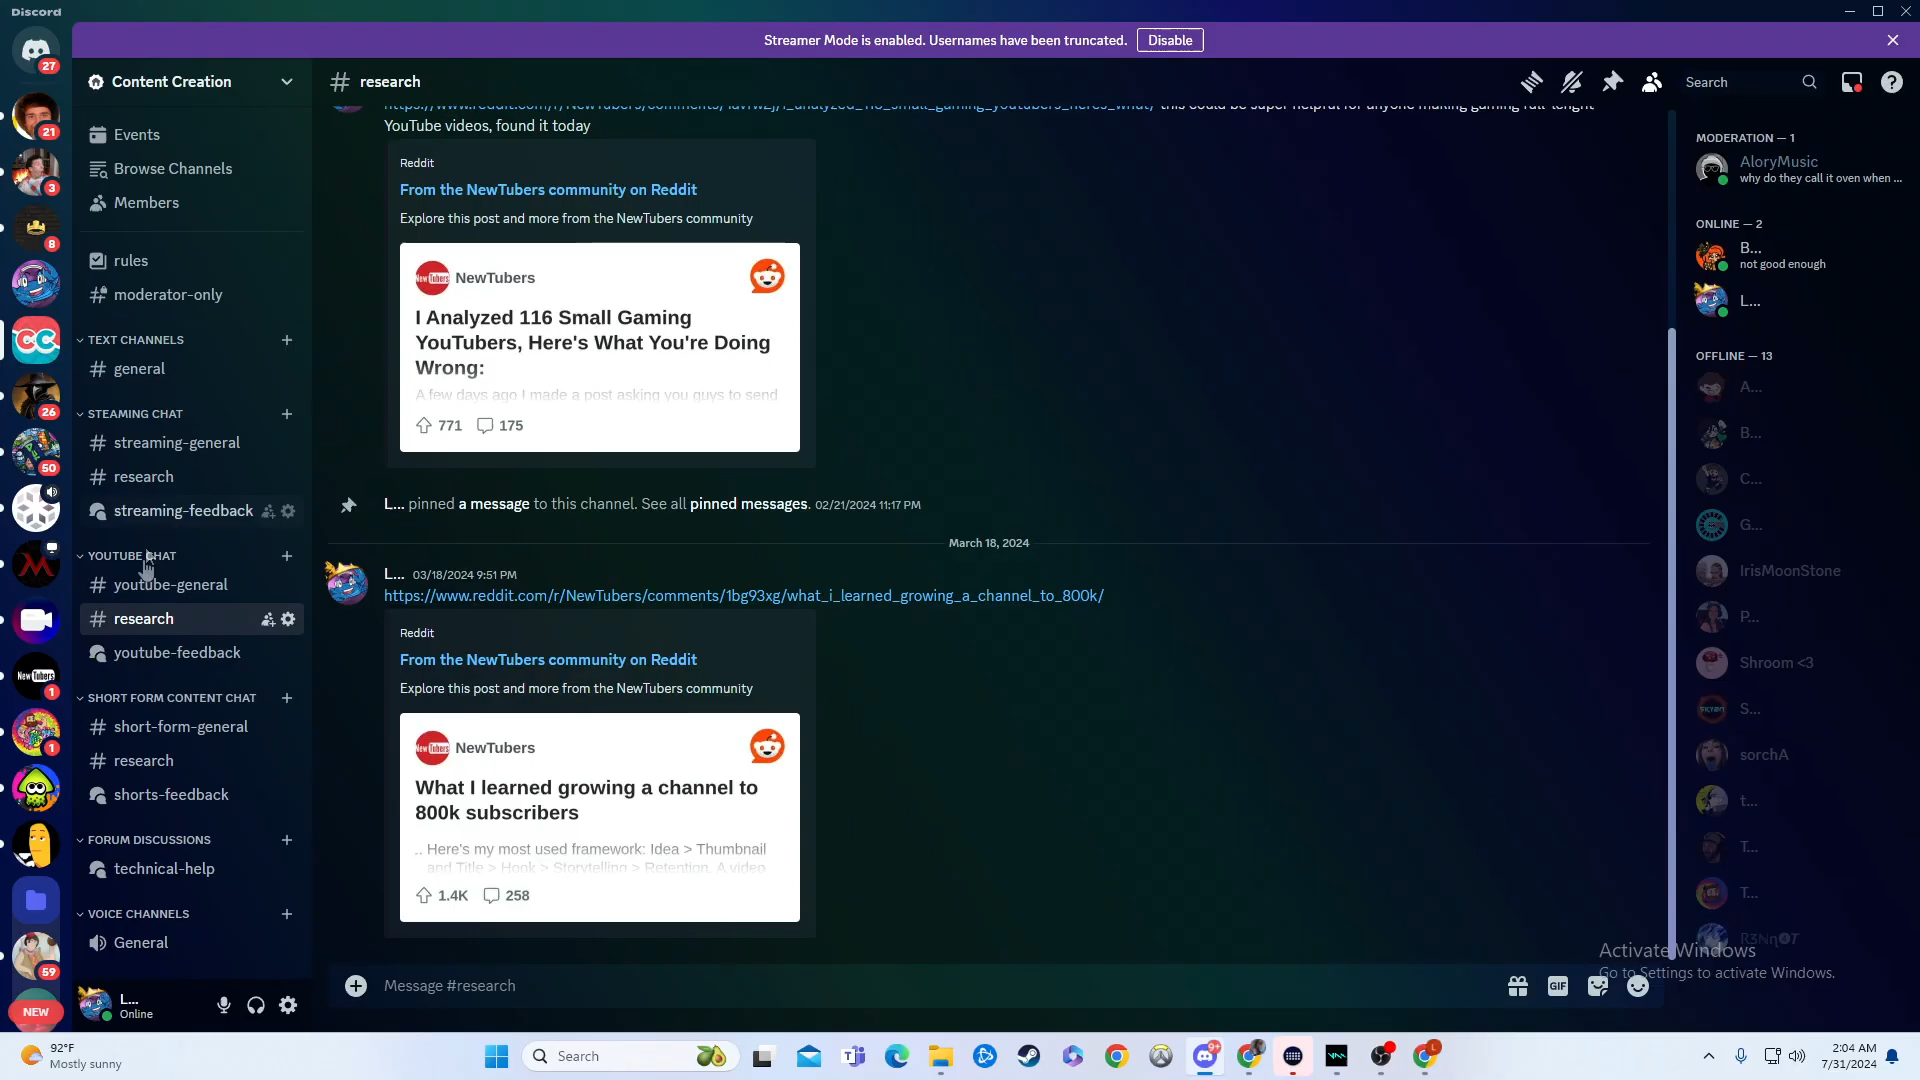 Discord
Streamer Mode is enabled. Usernames have been truncated.
Disable
27
21
3
8
26
50
1
1
59
NEW
Content Creation
Events
Browse Channels
Members
rules
moderator-only
TEXT CHANNELS
general
STEAMING CHAT
streaming-general
research
streaming-feedback
YOUTUBE CHAT
youtube-general
research
youtube-feedback
SHORT FORM CONTENT CHAT
short-form-general
research
shorts-feedback
FORUM DISCUSSIONS
technical-help
VOICE CHANNELS
General
L...
Online
# research
Search
YouTube videos, found it today
Reddit
From the NewTubers community on Reddit
Explore this post and more from the NewTubers community
NewTubers
I Analyzed 116 Small Gaming
YouTubers, Here's What You're Doing
Wrong:
A few days ago I made a post asking you guys to send
771 175
L... pinned a message to this channel. See all pinned messages. 02/21/2024 11:17 PM
March 18, 2024
L... 03/18/2024 9:51 PM
https://www.reddit.com/r/NewTubers/comments/1bg93xg/what_i_learned_growing_a_channel_to_800k/
Reddit
From the NewTubers community on Reddit
Explore this post and more from the NewTubers community
NewTubers
What I learned growing a channel to
800k subscribers
.. Here's my most used framework: Idea > Thumbnail
and Title > Hook > Storytelling > Retention. A video
1.4K 258
Message #research
GIF
MODERATION — 1
AloryMusic
why do they call it oven when ...
ONLINE — 2
B...
not good enough
L...
OFFLINE — 13
A...
B...
C...
G...
IrisMoonStone
P...
Shroom <3
S...
sorchA
t...
T...
T...
Activate Windows
Go to Settings to activate Windows.
92°F
Mostly sunny
Search
2:04 AM
7/31/2024